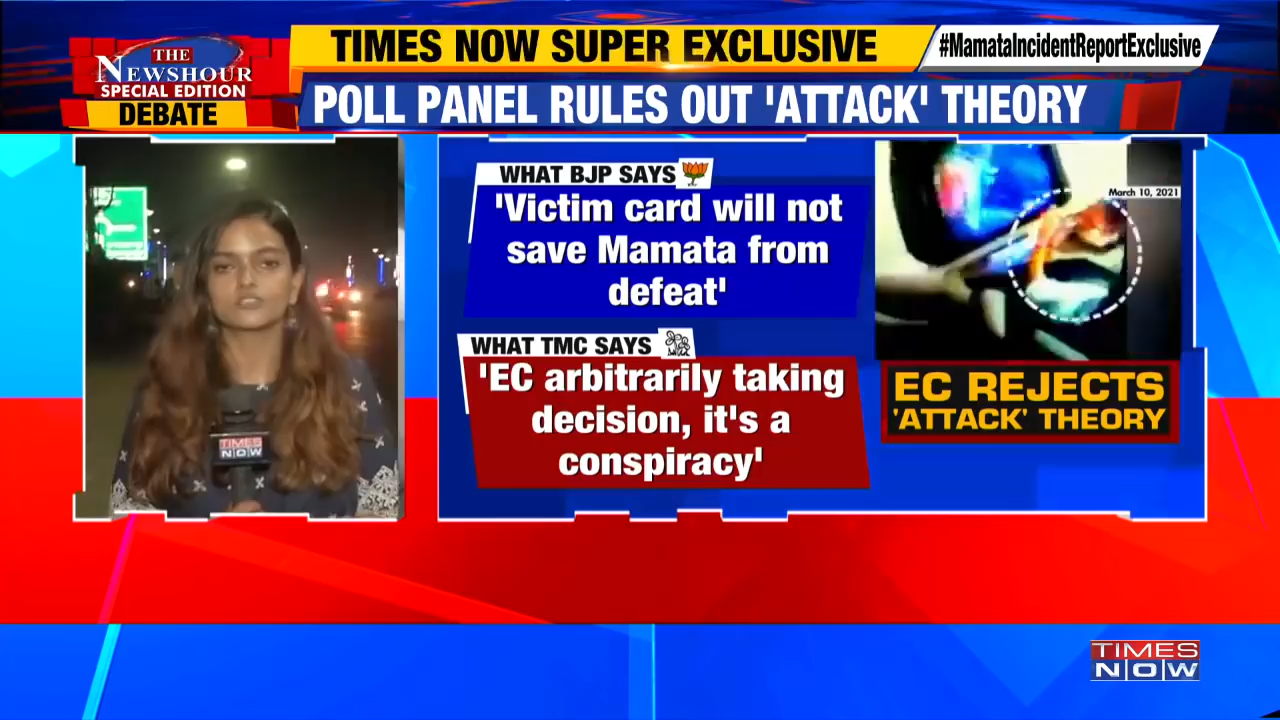 THE
NEWSHOUR
SPECIAL EDITION
DEBATE
TIMES NOW SUPER EXCLUSIVE
#MamataIncidentReportExclusive
POLL PANEL RULES OUT 'ATTACK' THEORY
WHAT BJP SAYS
'Victim card will not
save Mamata from
defeat'
WHAT TMC SAYS
'EC arbitrarily taking
decision, it's a
conspiracy'
March 10, 2021
EC REJECTS
'ATTACK' THEORY
TIMES
NOW
TIMES
NOW